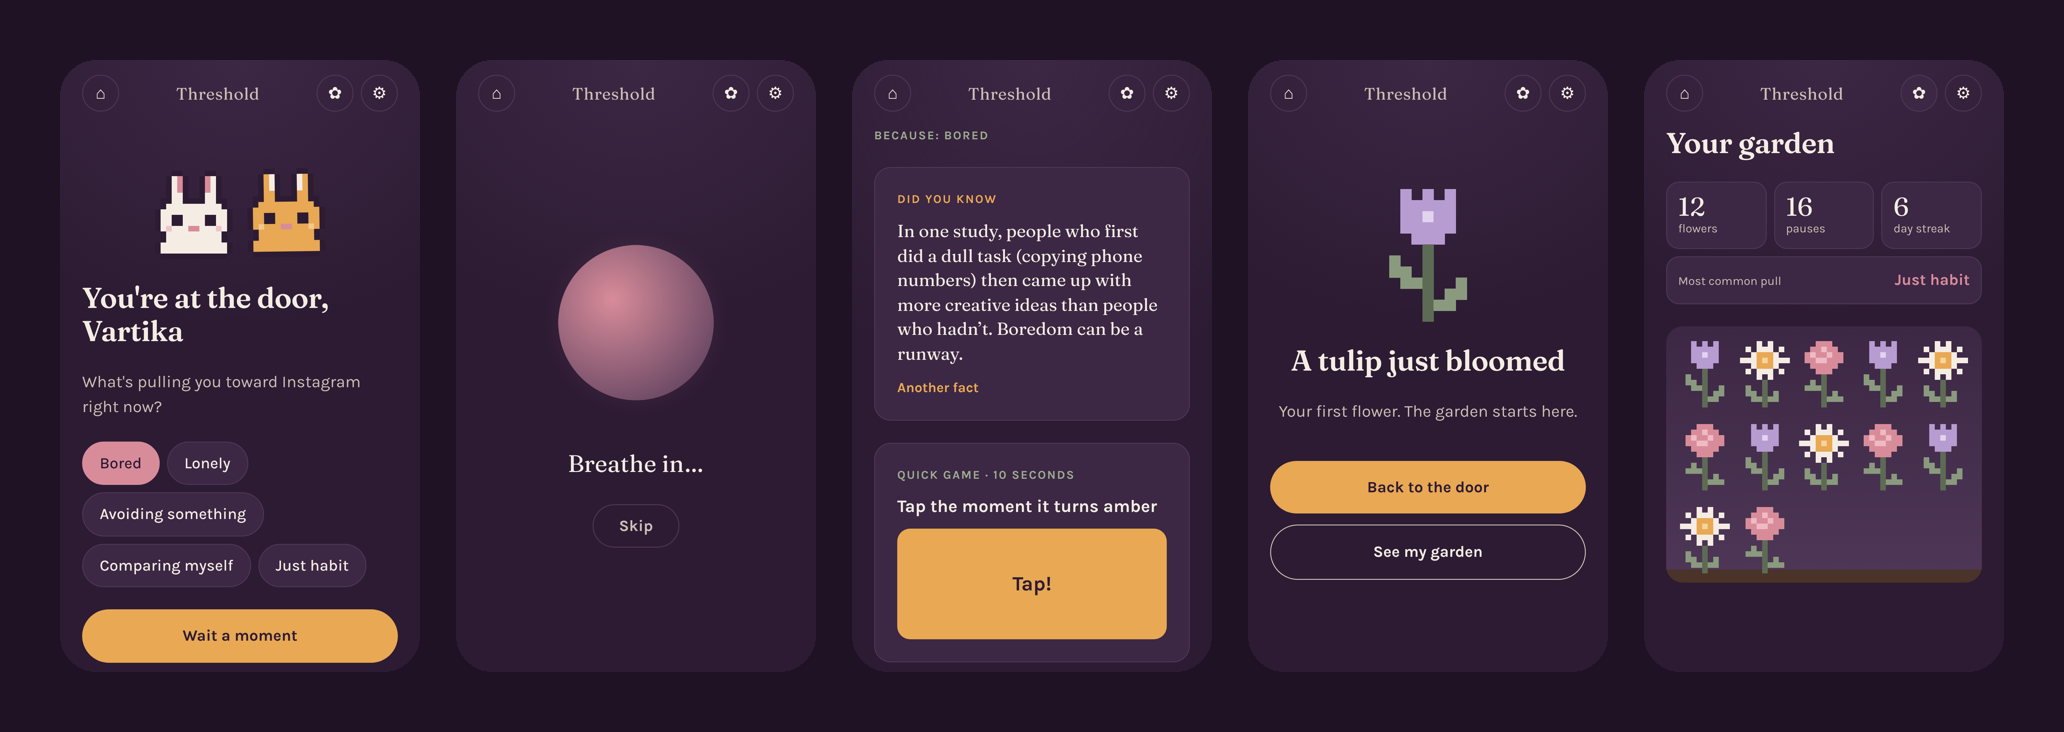 Threshold
You're at the door,
Vartika
What's pulling you toward Instagram
right now?
Bored
Lonely
Avoiding something
Comparing myself
Just habit
Wait a moment
Threshold
Breathe in...
Skip
Threshold
BECAUSE: BORED
DID YOU KNOW
In one study, people who first
did a dull task (copying phone
numbers) then came up with
more creative ideas than people
who hadn’t. Boredom can be a
runway.
Another fact
QUICK GAME · 10 SECONDS
Tap the moment it turns amber
Tap!
Threshold
A tulip just bloomed
Your first flower. The garden starts here.
Back to the door
See my garden
Threshold
Your garden
12
flowers
16
pauses
6
day streak
Most common pull
Just habit